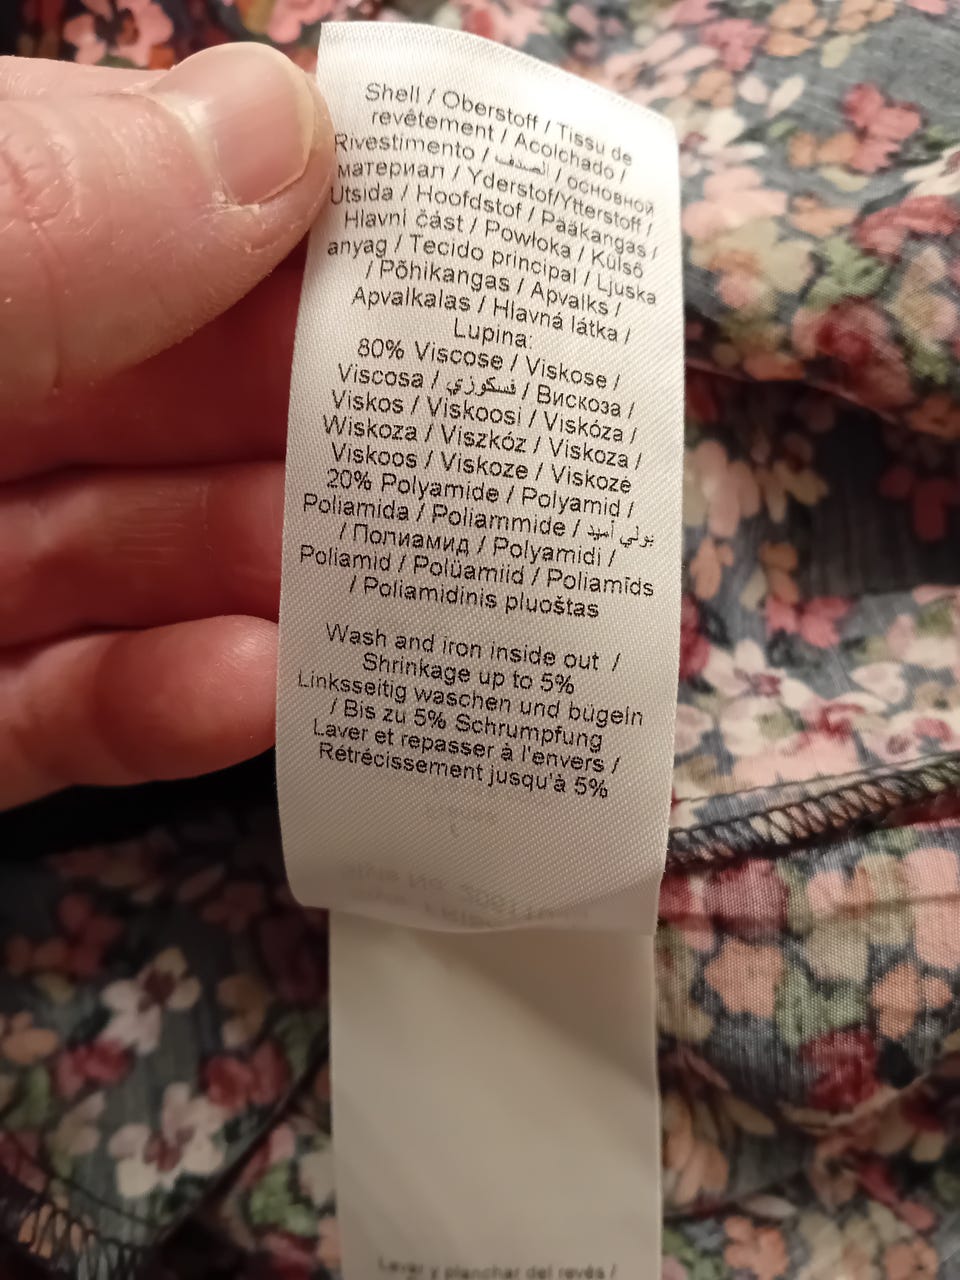 Shell / Oberstoff / Tissu de
revêtement / Acolchado /
Rivestimento / الصدف / основной
материал / Yderstof/Ytterstoff /
Utsida / Hoofdstof / Pääkangas /
Hlavní část / Powłoka / Külső
anyag / Tecido principal / Ljuska
/ Põhikangas / Apvalks /
Apvalkalas / Hlavná látka /
Lupina:
80% Viscose / Viskose /
Viscosa / فسكوزي / Вискоза /
Viskos / Viskoosi / Viskóza /
Wiskoza / Viszkóz / Viskoza /
Viskoos / Viskoze / Viskozė
20% Polyamide / Polyamid /
Poliamida / Poliammide / بولي أميد
/ Полиамид / Polyamidi /
Poliamid / Polüamiid / Poliamīds
/ Poliamidinis pluoštas
Wash and iron inside out /
Shrinkage up to 5%
Linksseitig waschen und bügeln
/ Bis zu 5% Schrumpfung
Laver et repasser à l'envers /
Rétrécissement jusqu'à 5%
Laver y planchar del revés /